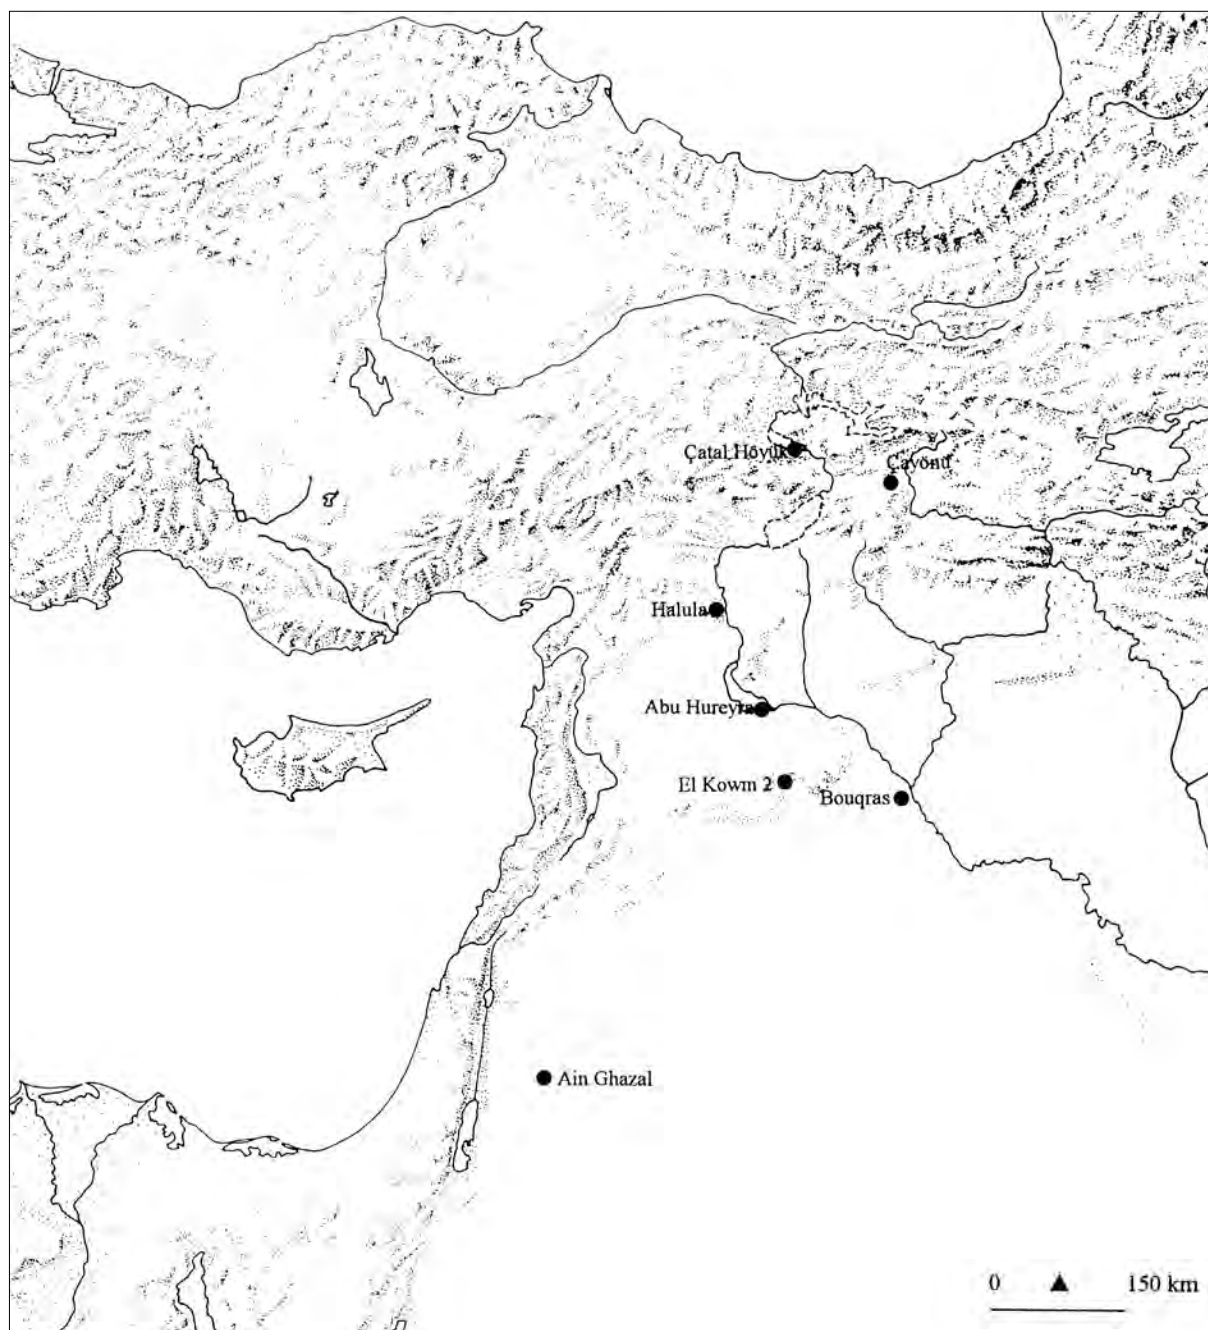 Çatal Höyük
Çayönü
Halula
Abu Hureyra
El Kowm 2
Bouqras
Ain Ghazal
0 150 km